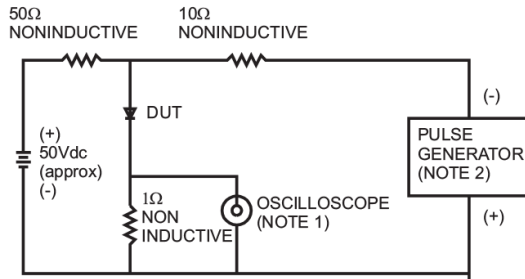 50Ω
NONINDUCTIVE
10Ω
NONINDUCTIVE
(+)
50Vdc
(approx)
(-)
DUT
1Ω
NON
INDUCTIVE
OSCILLOSCOPE
(NOTE 1)
(-)
PULSE
GENERATOR
(NOTE 2)
(+)